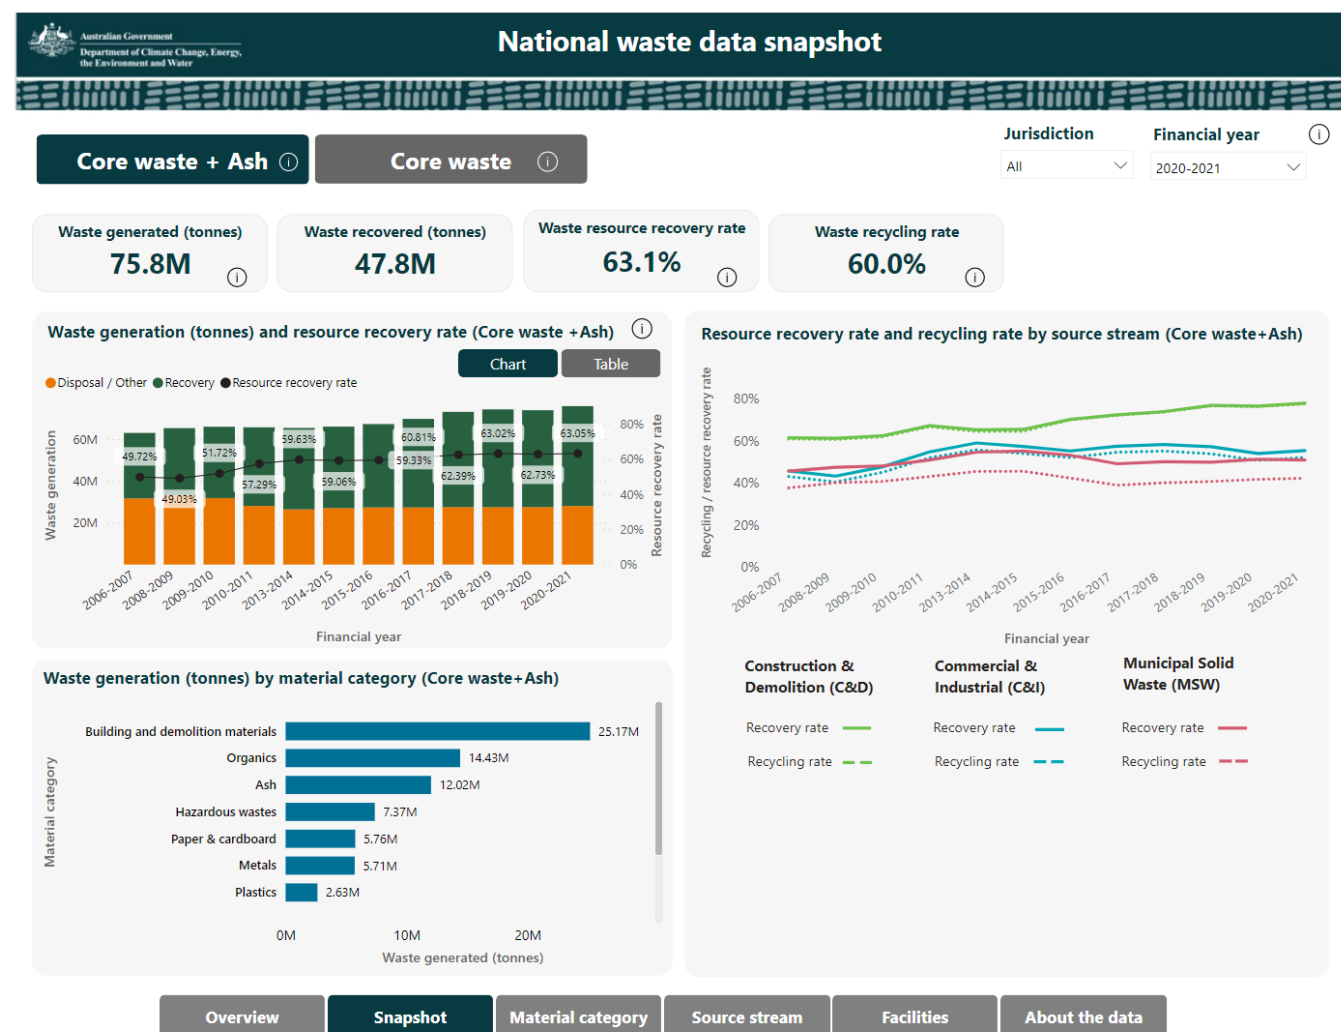 Australian Government
Department of Climate Change, Energy,
the Environment and Water
National waste data snapshot
Core waste + Ash
Core waste
Jurisdiction
All
Financial year
2020-2021
Waste generated (tonnes)
75.8M
Waste recovered (tonnes)
47.8M
Waste resource recovery rate
63.1%
Waste recycling rate
60.0%
Waste generation (tonnes) and resource recovery rate (Core waste +Ash)
Chart
Table
Disposal / Other
Recovery
Resource recovery rate
Waste generation
60M
40M
20M
49.72%
49.03%
51.72%
57.29%
59.63%
59.06%
59.33%
60.81%
62.39%
63.02%
62.73%
63.05%
80%
60%
40%
20%
0%
Resource recovery rate
2006-2007
2008-2009
2009-2010
2010-2011
2013-2014
2014-2015
2015-2016
2016-2017
2017-2018
2018-2019
2019-2020
2020-2021
Financial year
Resource recovery rate and recycling rate by source stream (Core waste+Ash)
Recycling / resource recovery rate
80%
60%
40%
20%
0%
2006-2007
2008-2009
2009-2010
2010-2011
2013-2014
2014-2015
2015-2016
2016-2017
2017-2018
2018-2019
2019-2020
2020-2021
Financial year
Construction &
Demolition (C&D)
Recovery rate
Recycling rate
Commercial &
Industrial (C&I)
Recovery rate
Recycling rate
Municipal Solid
Waste (MSW)
Recovery rate
Recycling rate
Waste generation (tonnes) by material category (Core waste+Ash)
Material category
Building and demolition materials 25.17M
Organics 14.43M
Ash 12.02M
Hazardous wastes 7.37M
Paper & cardboard 5.76M
Metals 5.71M
Plastics 2.63M
0M
10M
20M
Waste generated (tonnes)
Overview
Snapshot
Material category
Source stream
Facilities
About the data